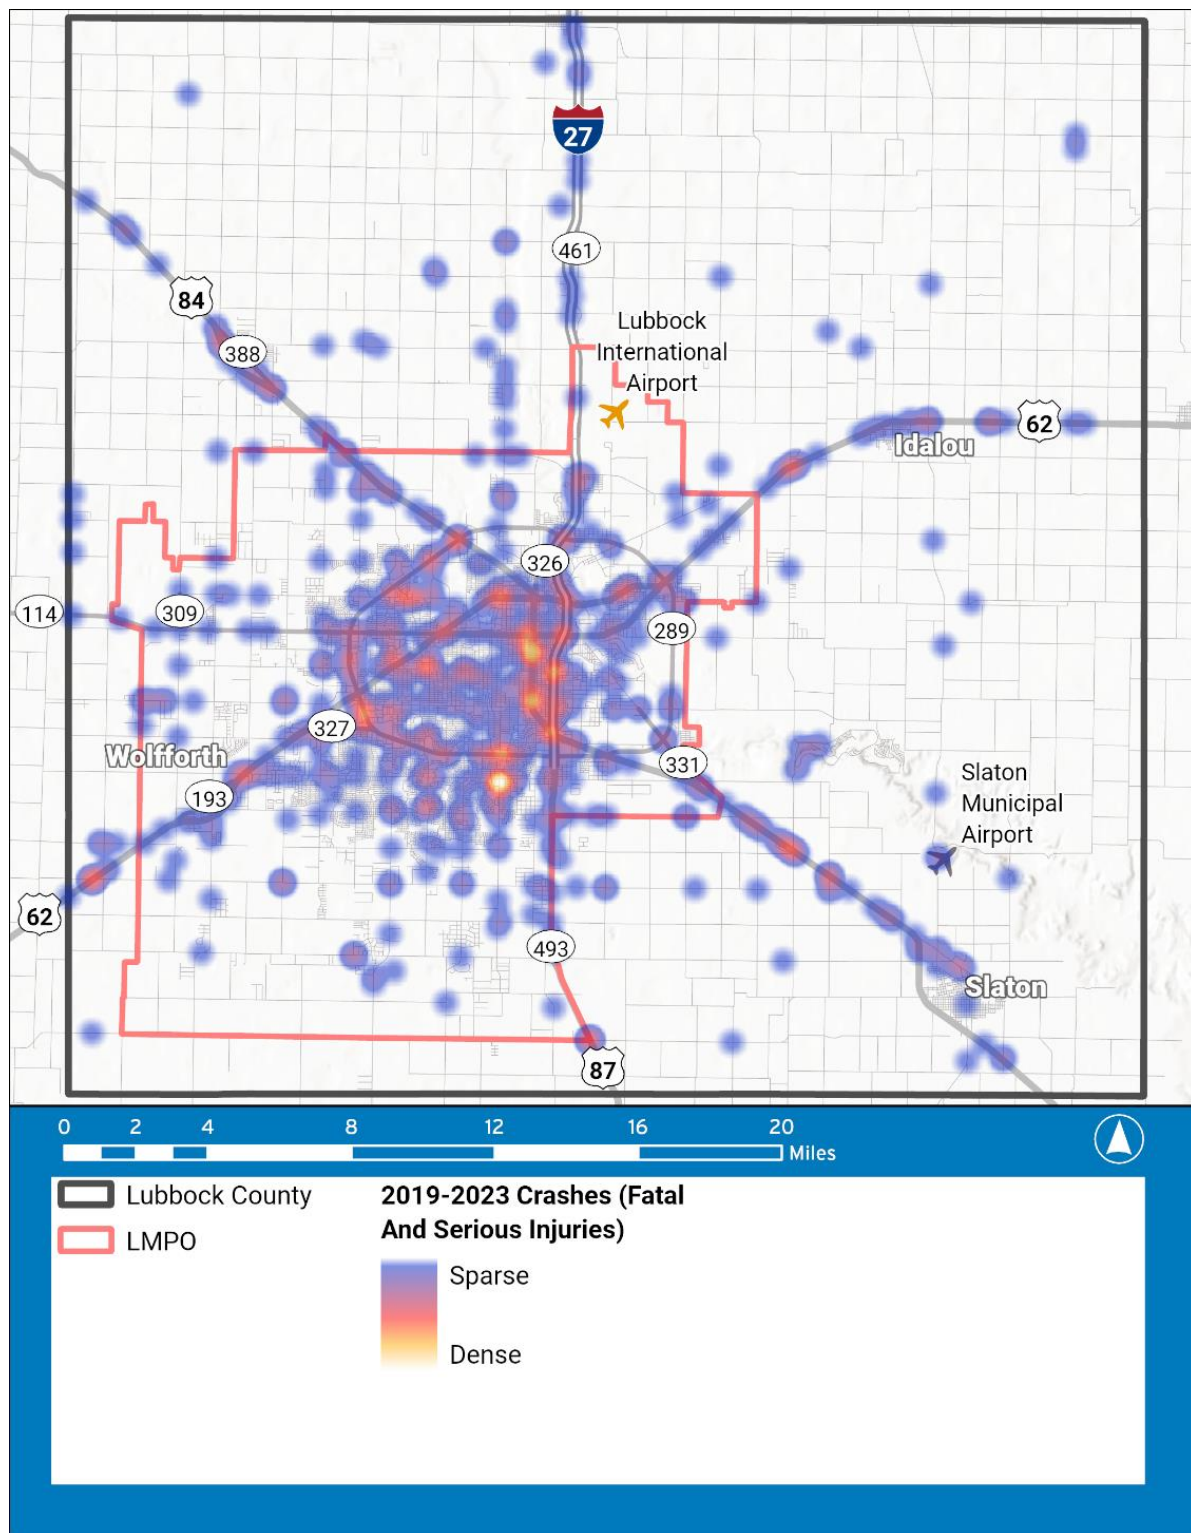 27
461
84
Lubbock
International
Airport
388
62
Idalou
326
114
309
289
327
Wolfforth
331
193
Slaton
Municipal
Airport
62
493
Slaton
87
0 2 4 8 12 16 20
Miles
Lubbock County
LMPO
2019-2023 Crashes (Fatal
And Serious Injuries)
Sparse
Dense